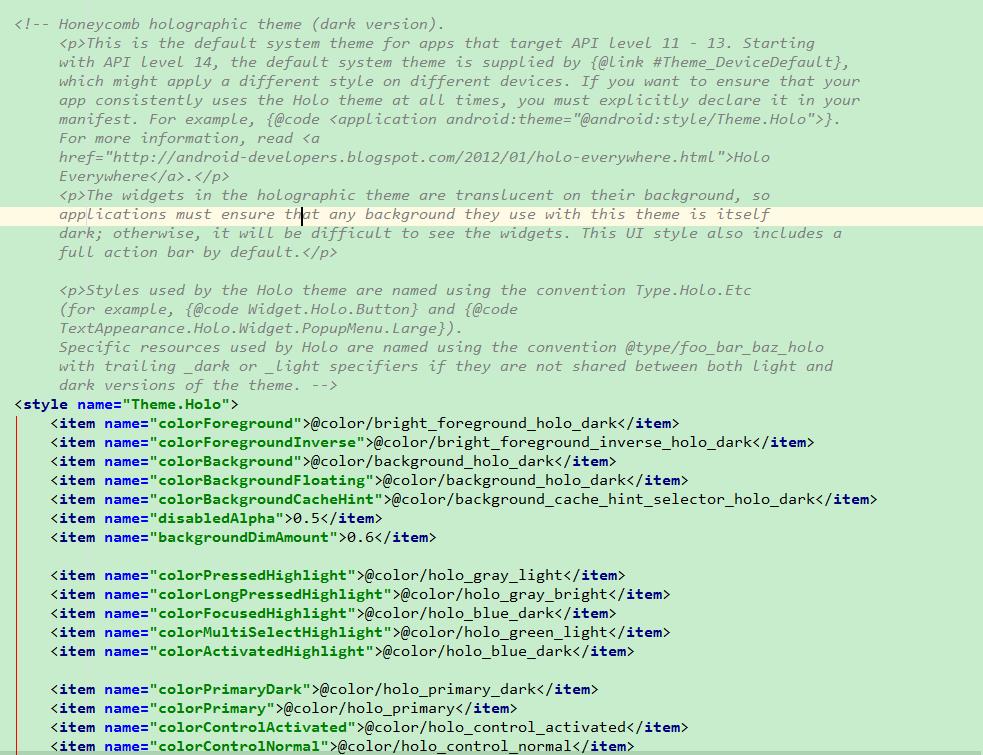 <!-- Honeycomb holographic theme (dark version).
<p>This is the default system theme for apps that target API level 11 - 13. Starting
with API level 14, the default system theme is supplied by {@link #Theme_DeviceDefault},
which might apply a different style on different devices. If you want to ensure that your
app consistently uses the Holo theme at all times, you must explicitly declare it in your
manifest. For example, {@code <application android:theme="@android:style/Theme.Holo">}.
For more information, read <a
href="http://android-developers.blogspot.com/2012/01/holo-everywhere.html">Holo
Everywhere</a>.</p>
<p>The widgets in the holographic theme are translucent on their background, so
applications must ensure that any background they use with this theme is itself
dark; otherwise, it will be difficult to see the widgets. This UI style also includes a
full action bar by default.</p>
<p>Styles used by the Holo theme are named using the convention Type.Holo.Etc
(for example, {@code Widget.Holo.Button} and {@code
TextAppearance.Holo.Widget.PopupMenu.Large}).
Specific resources used by Holo are named using the convention @type/foo_bar_baz_holo
with trailing _dark or _light specifiers if they are not shared between both light and
dark versions of the theme. -->
<style name="Theme.Holo">
<item name="colorForeground">@color/bright_foreground_holo_dark</item>
<item name="colorForegroundInverse">@color/bright_foreground_inverse_holo_dark</item>
<item name="colorBackground">@color/background_holo_dark</item>
<item name="colorBackgroundFloating">@color/background_holo_dark</item>
<item name="colorBackgroundCacheHint">@color/background_cache_hint_selector_holo_dark</item>
<item name="disabledAlpha">0.5</item>
<item name="backgroundDimAmount">0.6</item>
<item name="colorPressedHighlight">@color/holo_gray_light</item>
<item name="colorLongPressedHighlight">@color/holo_gray_bright</item>
<item name="colorFocusedHighlight">@color/holo_blue_dark</item>
<item name="colorMultiSelectHighlight">@color/holo_green_light</item>
<item name="colorActivatedHighlight">@color/holo_blue_dark</item>
<item name="colorPrimaryDark">@color/holo_primary_dark</item>
<item name="colorPrimary">@color/holo_primary</item>
<item name="colorControlActivated">@color/holo_control_activated</item>
<item name="colorControlNormal">@color/holo_control_normal</item>